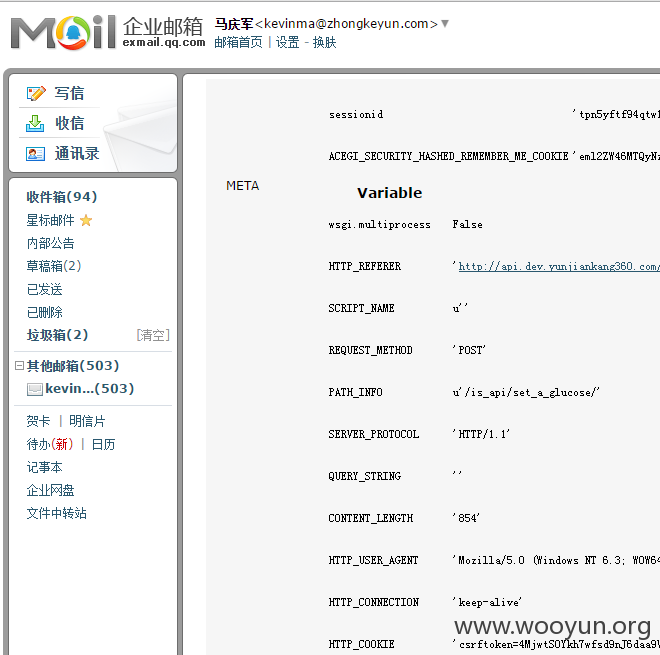 MOil 企业邮箱
exmail.qq.com
马庆军<kevinma@zhongkeyun.com>
邮箱首页 | 设置 - 换肤
写信
收信
通讯录
收件箱(94)
星标邮件
内部公告
草稿箱(2)
已发送
已删除
垃圾箱(2) [清空]
其他邮箱(503)
kevin...(503)
贺卡 | 明信片
待办(新) | 日历
记事本
企业网盘
文件中转站
sessionid 'tpn5yftf94qtw1
ACEGI_SECURITY_HASHED_REMEMBER_ME_COOKIE 'eml2ZW46MTQyNz
META
Variable
wsgi.multiprocess False
HTTP_REFERER 'http://api.dev.yunjiankang360.com/
SCRIPT_NAME u''
REQUEST_METHOD 'POST'
PATH_INFO u'/is_api/set_a_glucose/'
SERVER_PROTOCOL 'HTTP/1.1'
QUERY_STRING ''
CONTENT_LENGTH '854'
HTTP_USER_AGENT 'Mozilla/5.0 (Windows NT 6.3; WOW64
HTTP_CONNECTION 'keep-alive'
www.wooyun.org
HTTP_COOKIE 'csrftoken=4MjwtSOYkh7wfsd9nJ6daa9V